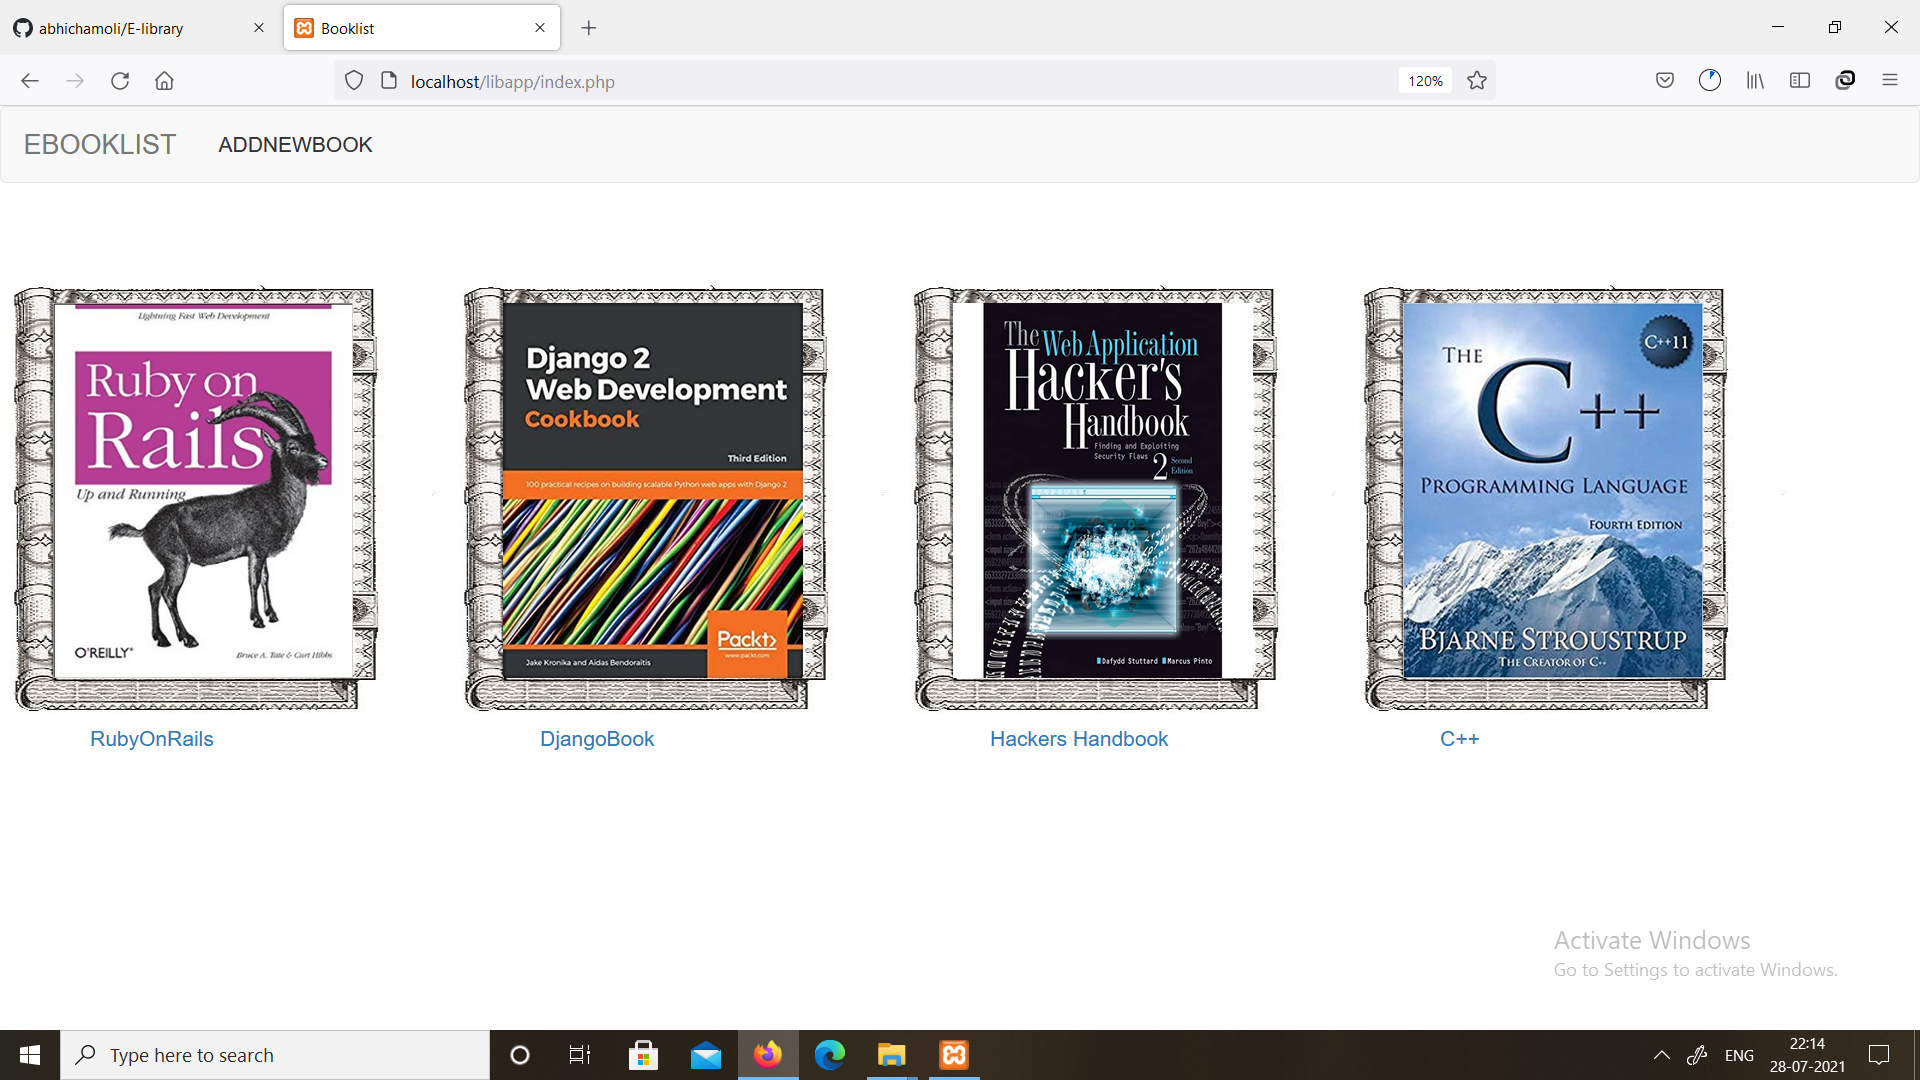 abhichamoli/E-library
Booklist
localhost/libapp/index.php
120%
EBOOKLIST
ADDNEWBOOK
Lightning Fast Web Development
Ruby on
Rails
Up and Running
O'REILLY®
Bruce A. Tate & Curt Hibbs
RubyOnRails
Django 2
Web Development
Cookbook
Third Edition
100 practical recipes on building scalable Python web apps with Django 2
Packt>
www.packt.com
Jake Kronika and Aidas Bendoraitis
DjangoBook
The Web Application
Hacker's
Handbook
Finding and Exploiting
Security Flaws
2 Second
Edition
Dafydd Stuttard Marcus Pinto
Hackers Handbook
C++11
THE
C++
PROGRAMMING LANGUAGE
FOURTH EDITION
BJARNE STROUSTRUP
THE CREATOR OF C++
C++
Activate Windows
Go to Settings to activate Windows.
Type here to search
ENG
22:14
28-07-2021